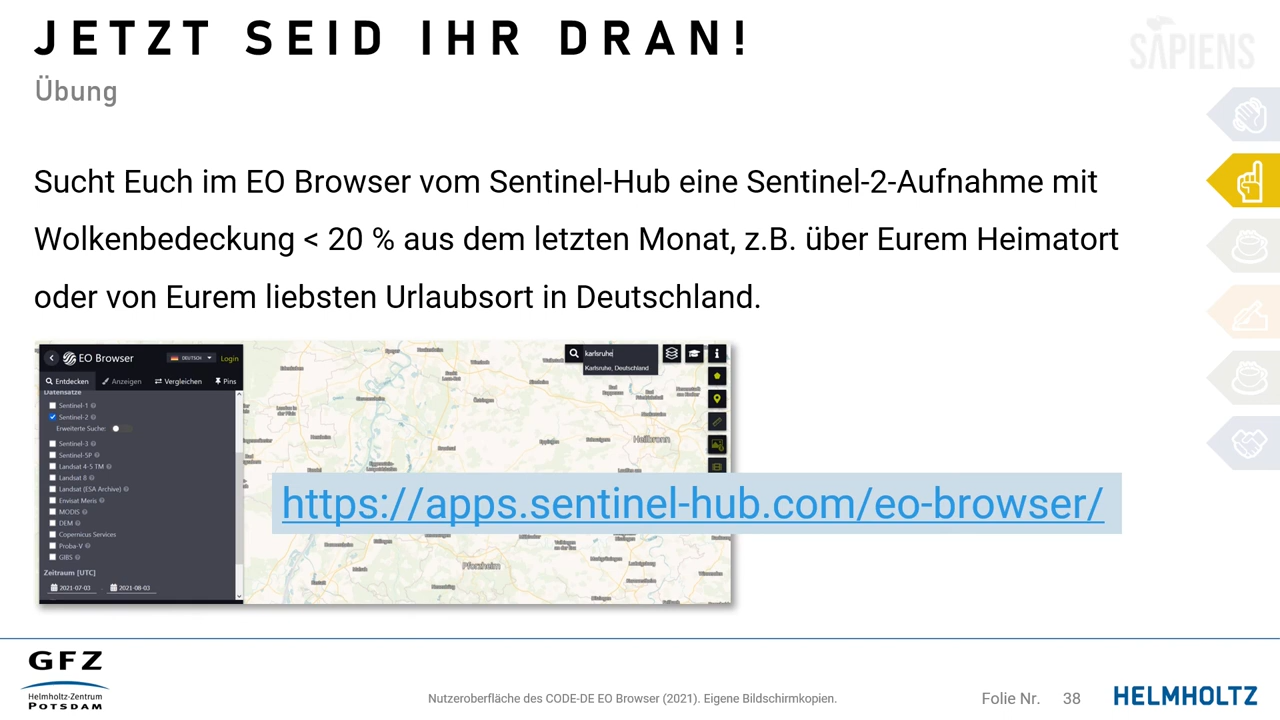 JETZT SEID IHR DRAN!
SAPIENS
Übung
Sucht Euch im EO Browser vom Sentinel-Hub eine Sentinel-2-Aufnahme mit
Wolkenbedeckung < 20 % aus dem letzten Monat, z.B. über Eurem Heimatort
oder von Eurem liebsten Urlaubsort in Deutschland.
EO Browser
DEUTSCH
Login
Entdecken
Anzeigen
Vergleichen
Pins
Datensätze
Sentinel-1
Sentinel-2
Erweiterte Suche:
Sentinel-3
Sentinel-5P
Landsat 4-5 TM
Landsat 8
Landsat (ESA Archive)
Envisat Meris
MODIS
DEM
Copernicus Services
Proba-V
GIBS
Zeitraum [UTC]
2021-07-03
2021-08-03
karlsruhe
Karlsruhe, Deutschland
Heilbronn
Pforzheim
https://apps.sentinel-hub.com/eo-browser/
GFZ
Helmholtz-Zentrum
POTSDAM
Nutzeroberfläche des CODE-DE EO Browser (2021). Eigene Bildschirmkopien.
Folie Nr. 38
HELMHOLTZ